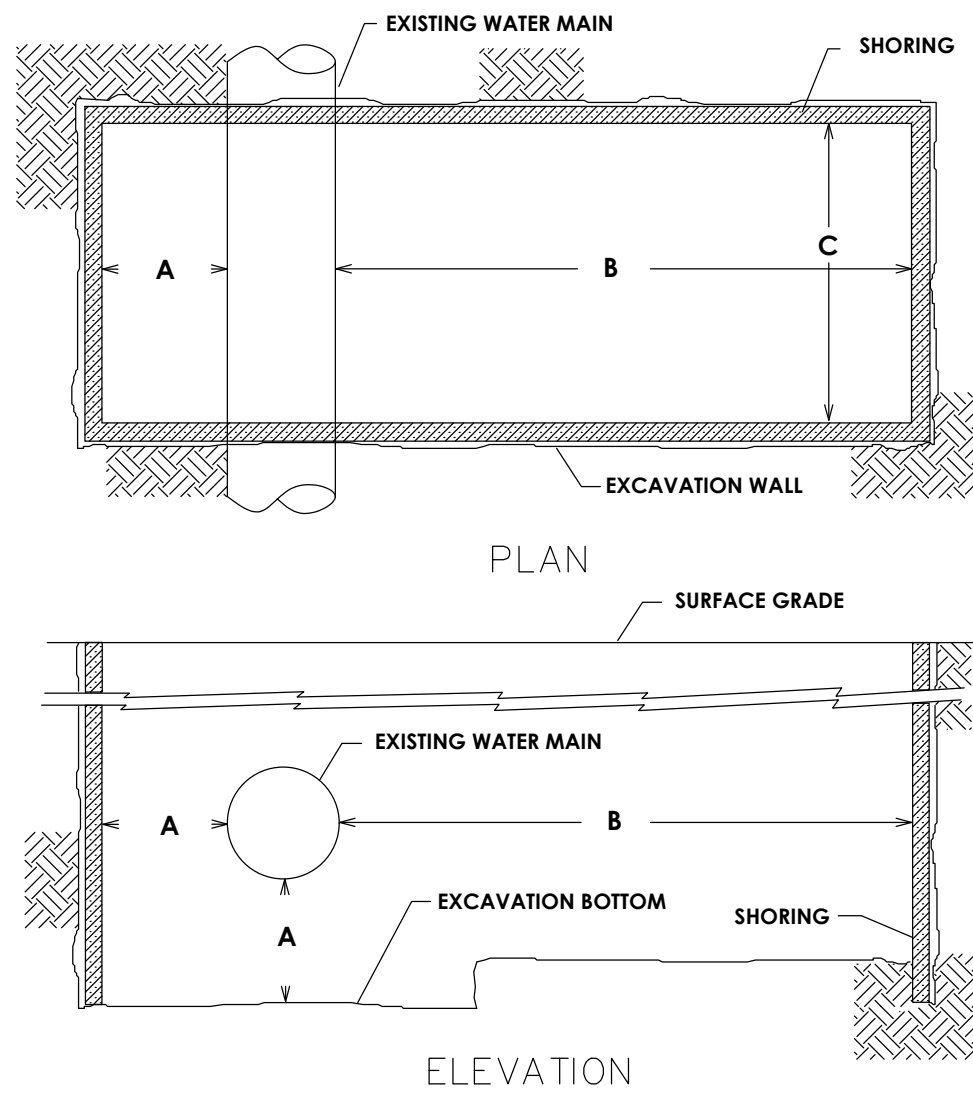 EXISTING WATER MAIN
SHORING
A
B
C
EXCAVATION WALL
PLAN
SURFACE GRADE
EXISTING WATER MAIN
A
B
A
EXCAVATION BOTTOM
SHORING
ELEVATION